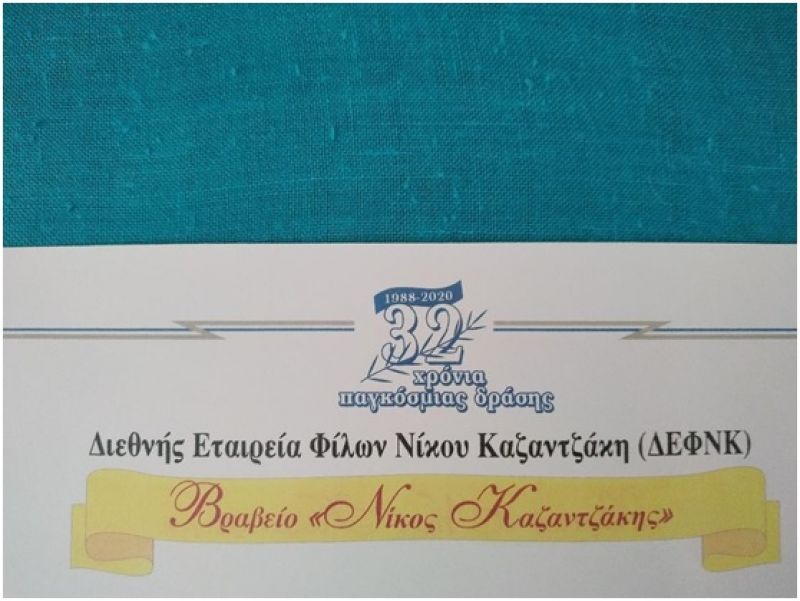 1988-2020
32
χρόνια
παγκόσμιας δράσης
Διεθνής Εταιρεία Φίλων Νίκου Καζαντζάκη (ΔΕΦΝΚ)
Βραβείο «Νίκος Καζαντζάκης»